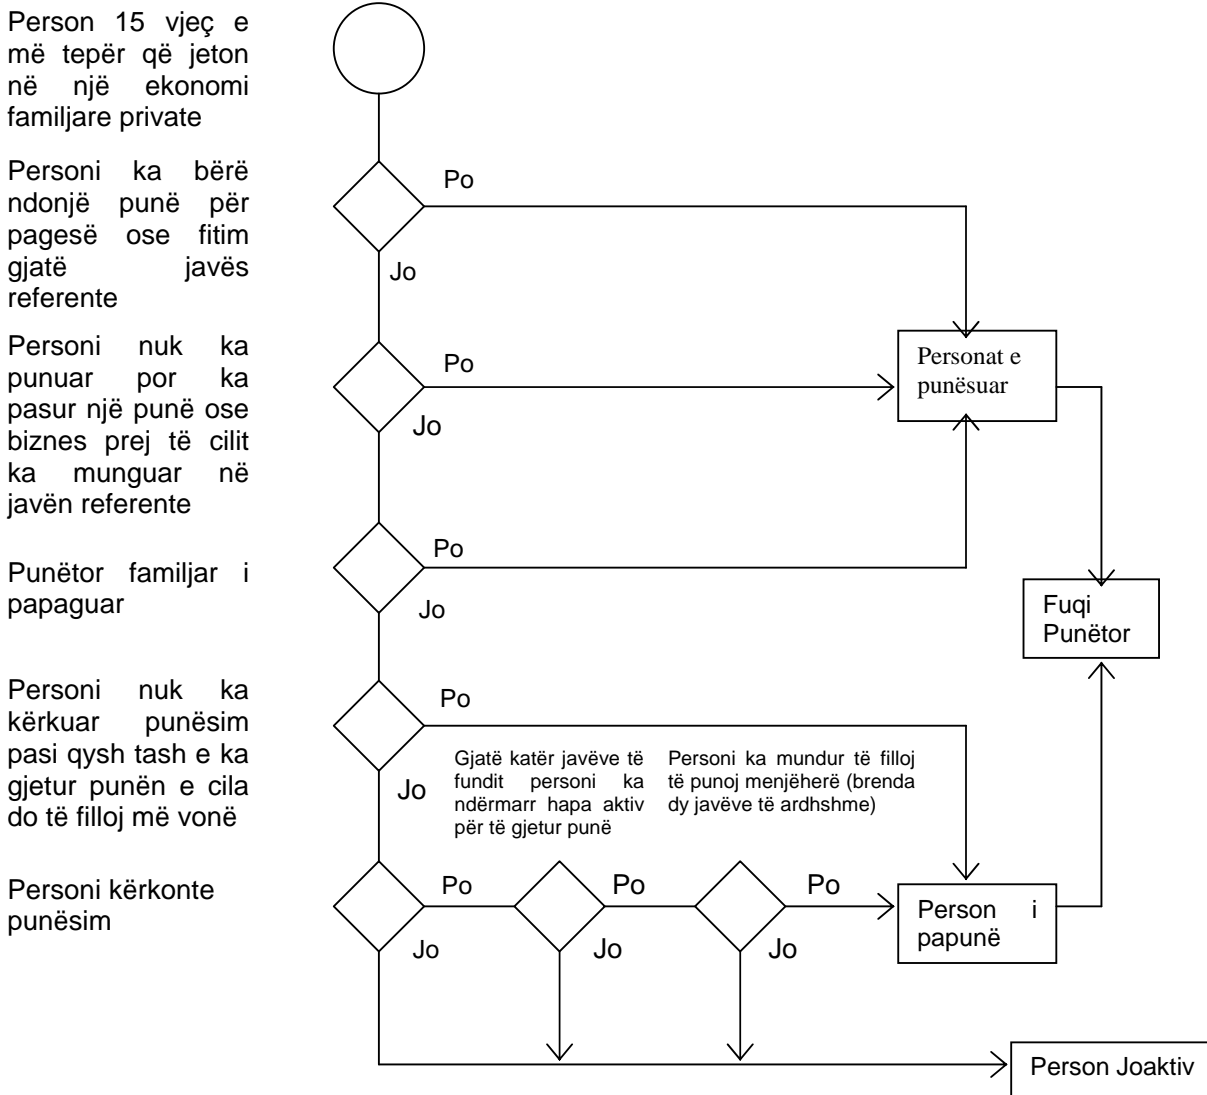 Person 15 vjeç e
më tepër që jeton
në një ekonomi
familjare private
Personi ka bërë
ndonjë punë për
pagesë ose fitim
gjatë javës
referente
Po
Jo
Personi nuk ka
punuar por ka
pasur një punë ose
biznes prej të cilit
ka munguar në
javën referente
Po
Jo
Personat e
punësuar
Punëtor familjar i
papaguar
Po
Jo
Fuqi
Punëtor
Personi nuk ka
kërkuar punësim
pasi qysh tash e ka
gjetur punën e cila
do të filloj më vonë
Po
Jo
Gjatë katër javëve të
fundit personi ka
ndërmarr hapa aktiv
për të gjetur punë
Personi ka mundur të filloj
të punoj menjëherë (brenda
dy javëve të ardhshme)
Personi kërkonte
punësim
Po
Jo
Po
Jo
Po
Jo
Person i
papunë
Person Joaktiv